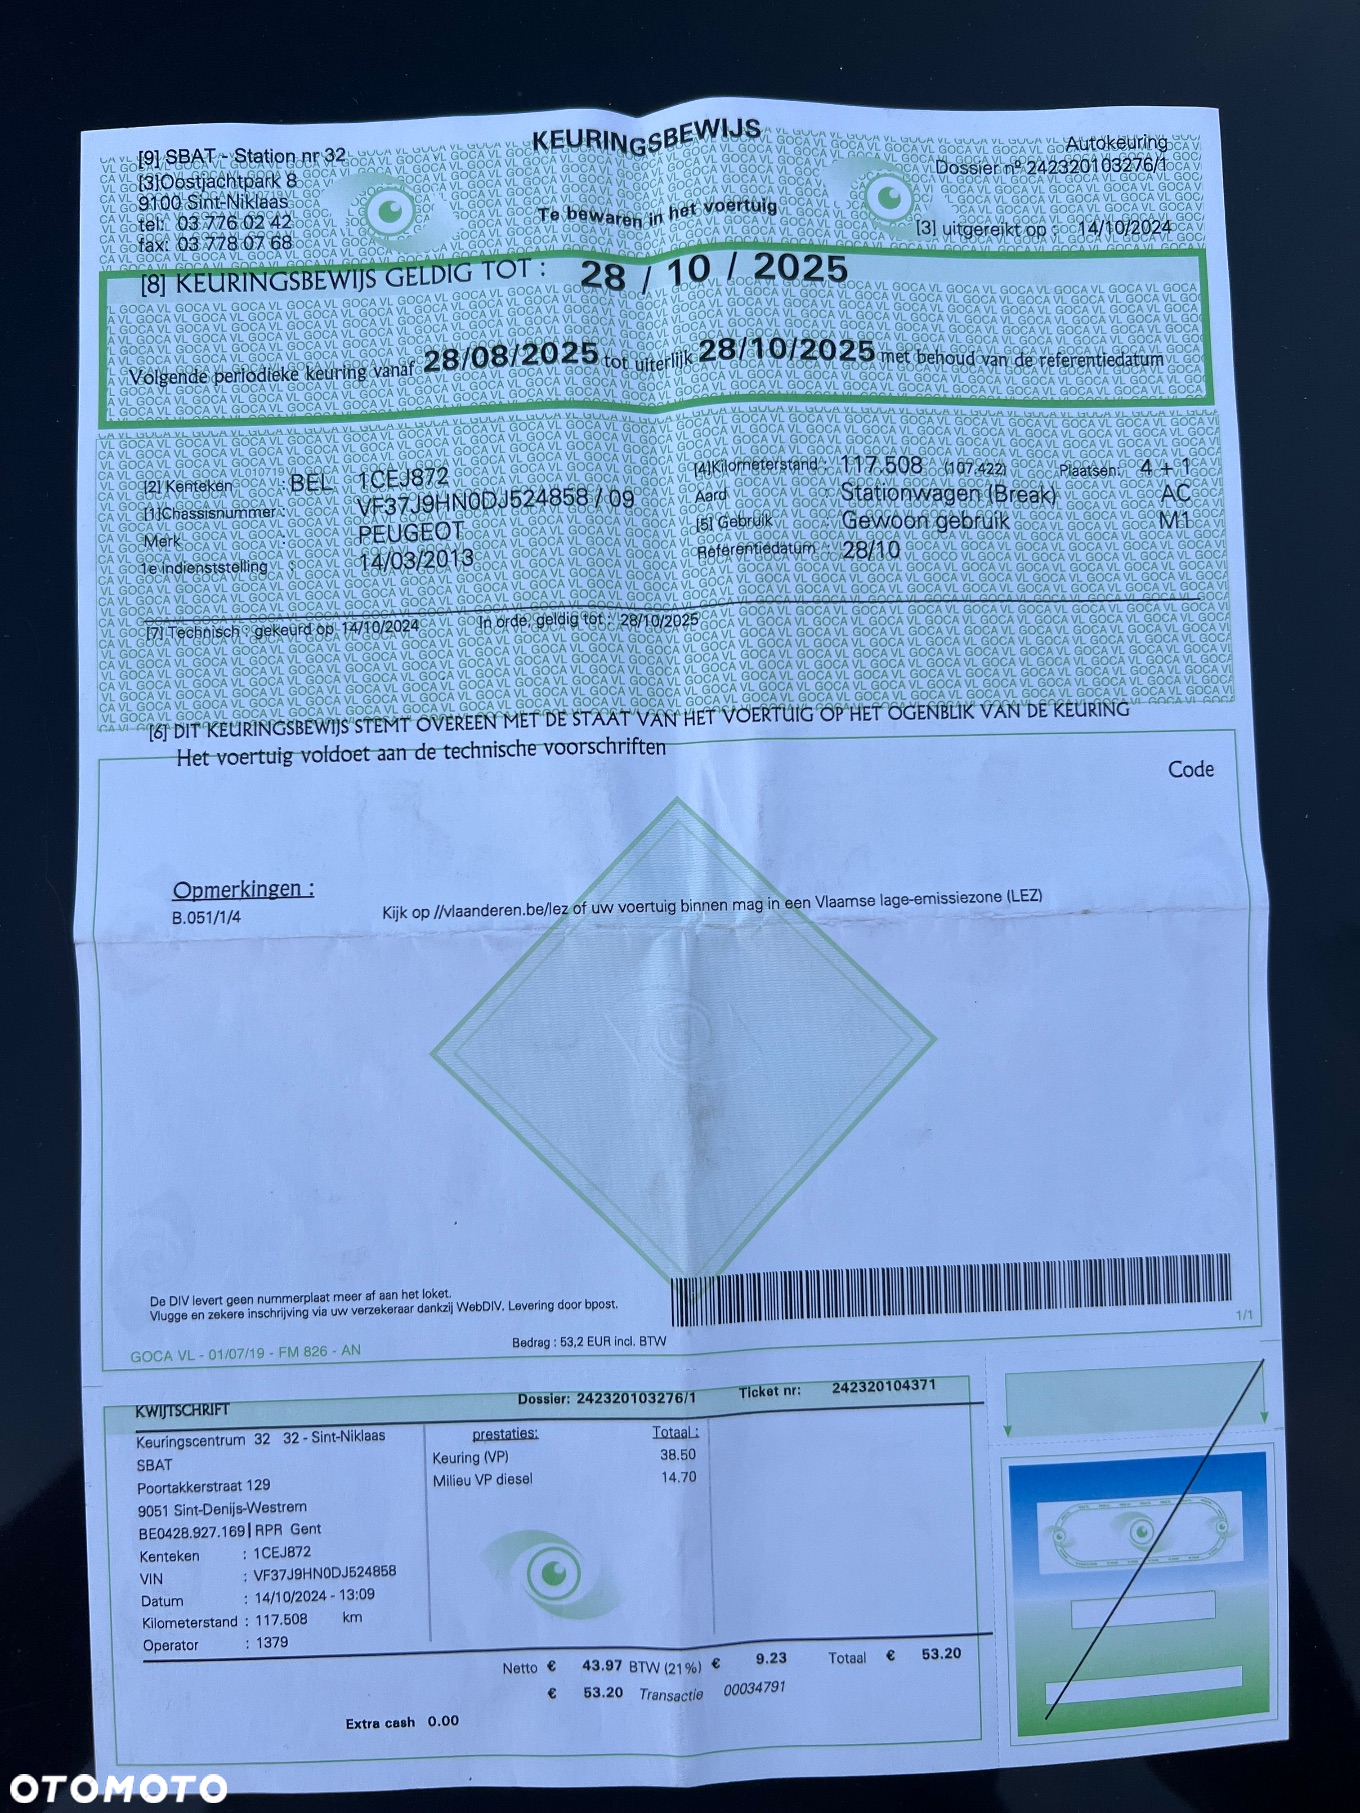 KEURINGSBEWIJS
[9] SBAT - Station nr 32
[3]Oostjachtpark 8
9100 Sint-Niklaas
tel: 03 776 02 42
fax: 03 778 07 68
Te bewaren in het voertuig
Autokeuring
Dossier nº 242320103276/1
[3] uitgereikt op : 14/10/2024
[8] KEURINGSBEWIJS GELDIG TOT : 28 / 10 / 2025
Volgende periodieke keuring vanaf 28/08/2025 tot uiterlijk 28/10/2025 met behoud van de referentiedatum
[2] Kenteken : BEL 1CEJ872
[1]Chassisnummer : VF37J9HN0DJ524858 / 09
Merk : PEUGEOT
1e indienststelling : 14/03/2013
[4]Kilometerstand : 117.508 (107.422) Plaatsen: 4 + 1
Aard : Stationwagen (Break) AC
[5] Gebruik : Gewoon gebruik M1
Referentiedatum : 28/10
[7] Technisch : gekeurd op 14/10/2024 In orde, geldig tot : 28/10/2025
[6] DIT KEURINGSBEWIJS STEMT OVEREEN MET DE STAAT VAN HET VOERTUIG OP HET OGENBLIK VAN DE KEURING
Het voertuig voldoet aan de technische voorschriften
Code
Opmerkingen :
B.051/1/4 Kijk op //vlaanderen.be/lez of uw voertuig binnen mag in een Vlaamse lage-emissiezone (LEZ)
De DIV levert geen nummerplaat meer af aan het loket.
Vlugge en zekere inschrijving via uw verzekeraar dankzij WebDIV. Levering door bpost.
Bedrag : 53,2 EUR incl. BTW
1/1
GOCA VL - 01/07/19 - FM 826 - AN
KWIJTSCHRIFT Dossier: 242320103276/1 Ticket nr: 242320104371
Keuringscentrum 32 32 - Sint-Niklaas
SBAT
Poortakkerstraat 129
9051 Sint-Denijs-Westrem
BE0428.927.169 | RPR Gent
Kenteken : 1CEJ872
VIN : VF37J9HN0DJ524858
Datum : 14/10/2024 - 13:09
Kilometerstand : 117.508 km
Operator : 1379
prestaties: Totaal :
Keuring (VP) 38.50
Milieu VP diesel 14.70
Netto € 43.97 BTW (21%) € 9.23 Totaal € 53.20
€ 53.20 Transactie 00034791
Extra cash 0.00
OTOMOTO